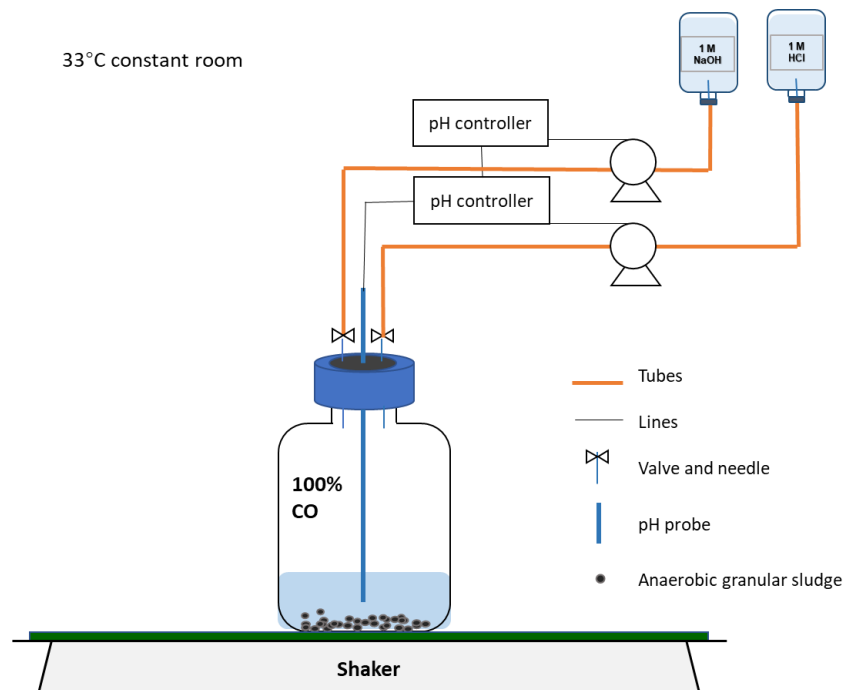 33°C constant room
1 M
NaOH
1 M
HCl
pH controller
pH controller
100%
CO
Tubes
Lines
Valve and needle
pH probe
Anaerobic granular sludge
Shaker